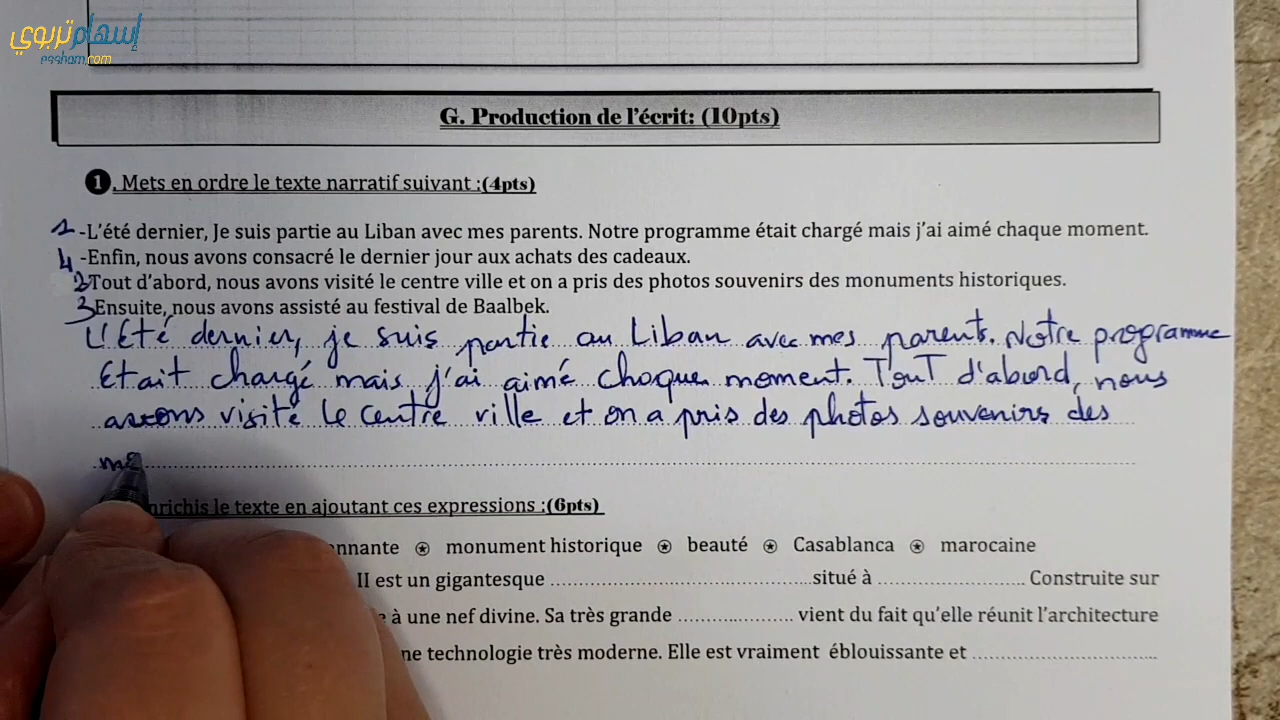 إسهام تربوي
essham.com
G. Production de l'écrit: (10pts)
1. Mets en ordre le texte narratif suivant :(4pts)
1 -L'été dernier, Je suis partie au Liban avec mes parents. Notre programme était chargé mais j'ai aimé chaque moment.
4 -Enfin, nous avons consacré le dernier jour aux achats des cadeaux.
2 Tout d'abord, nous avons visité le centre ville et on a pris des photos souvenirs des monuments historiques.
3 Ensuite, nous avons assisté au festival de Baalbek.
L'Eté dernier, je suis partie au Liban avec mes parents. Notre programme
Etait chargé mais j'ai aimé chaque moment. Tout d'abord, nous
avons visité le centre ville et on a pris des photos souvenirs des
nrichis le texte en ajoutant ces expressions :(6pts)
onnante ⍟ monument historique ⍟ beauté ⍟ Casablanca ⍟ marocaine
II est un gigantesque ........................................ situé à ...................... Construite sur
à une nef divine. Sa très grande .................. vient du fait qu'elle réunit l'architecture
ne technologie très moderne. Elle est vraiment éblouissante et ............................